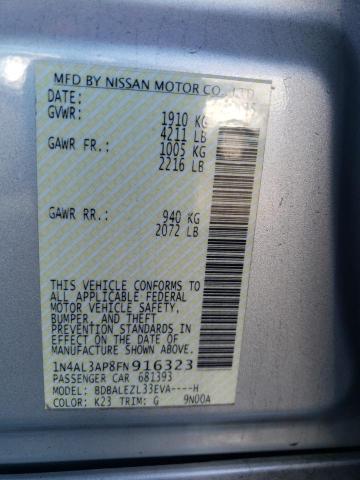 MFD BY NISSAN MOTOR CO., LTD.
DATE:
GVWR: 1910 KG
4211 LB
GAWR FR: 1005 KG
2216 LB
GAWR RR: 940 KG
2072 LB
THIS VEHICLE CONFORMS TO
ALL APPLICABLE FEDERAL
MOTOR VEHICLE SAFETY,
BUMPER, AND THEFT
PREVENTION STANDARDS IN
EFFECT ON THE DATE OF
MANUFACTURE SHOWN ABOVE.
1N4AL3AP8FN916323
PASSENGER CAR 681393
MODEL: BDBALEZL33EVA----H
COLOR: K23 TRIM: G 9N00A